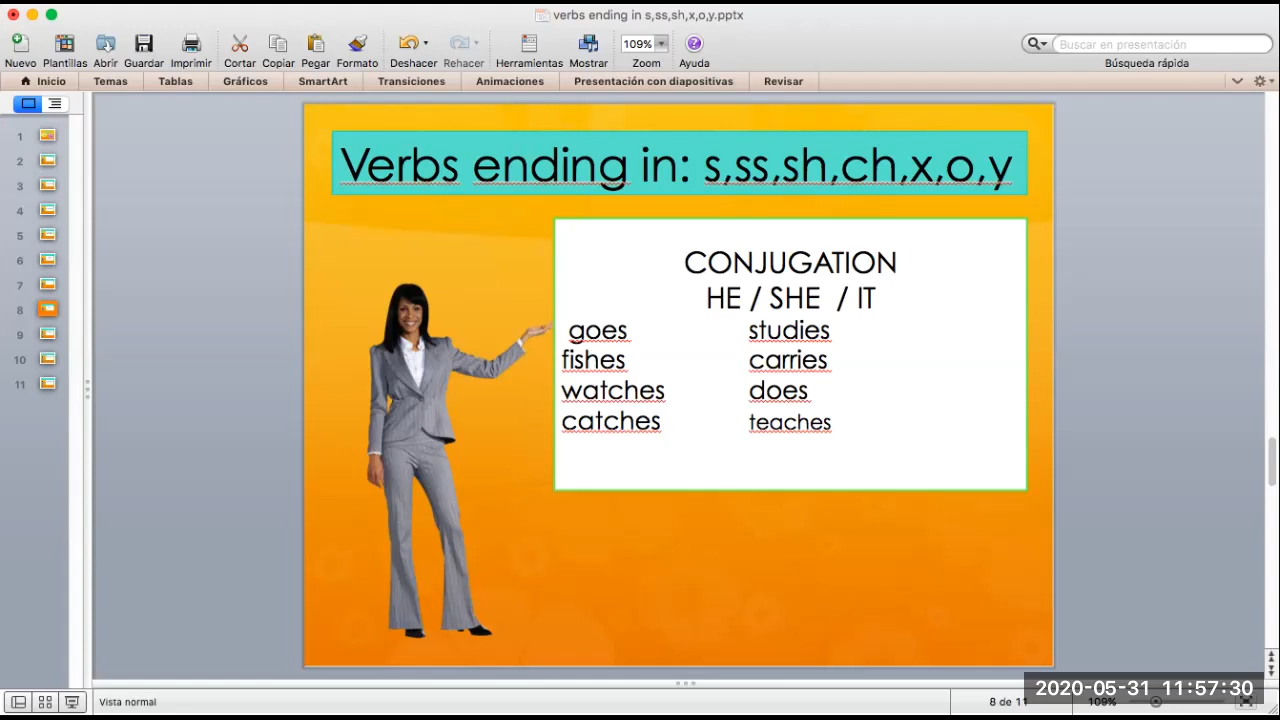 verbs ending in s,ss,sh,x,o,y.pptx
Nuevo Plantillas Abrir Guardar Imprimir Cortar Copiar Pegar Formato Deshacer Rehacer Herramientas Mostrar 109% Zoom Ayuda Buscar en presentación Búsqueda rápida
Inicio Temas Tablas Gráficos SmartArt Transiciones Animaciones Presentación con diapositivas Revisar
1
2
3
4
5
6
7
8
9
10
11
Verbs ending in: s,ss,sh,ch,x,o,y
CONJUGATION
HE / SHE / IT
goes studies
fishes carries
watches does
catches teaches
Vista normal 8 de 11 109%
2020-05-31 11:57:30